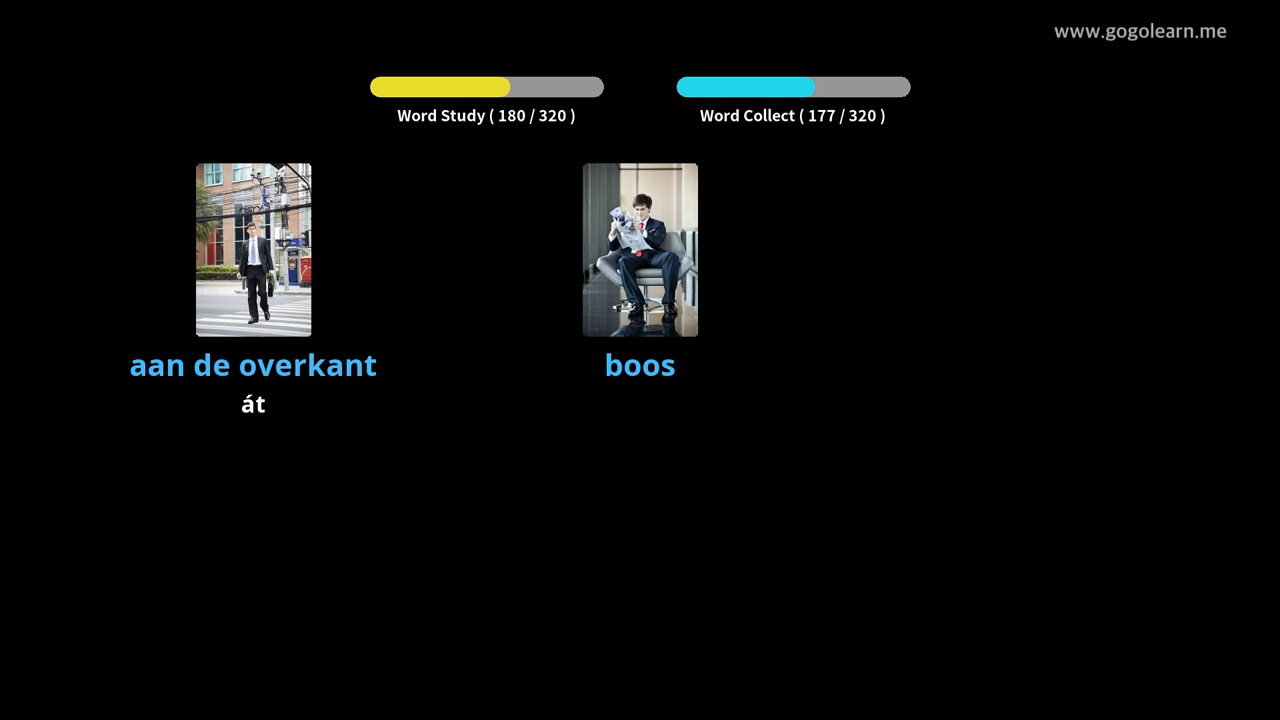 www.gogolearn.me
Word Study ( 180 / 320 )
Word Collect ( 177 / 320 )
aan de overkant
át
boos